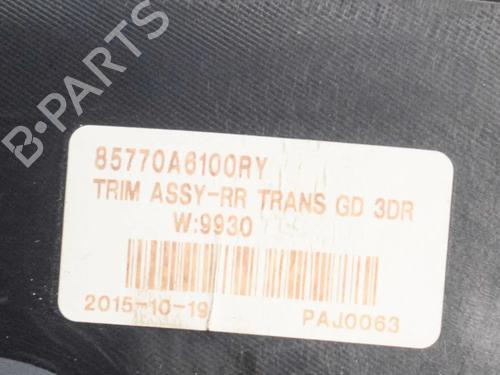 B-PARTS
85770A6100RY
TRIM ASSY-RR TRANS GD 3DR
W:9930
2015-10-19
PAJ0063